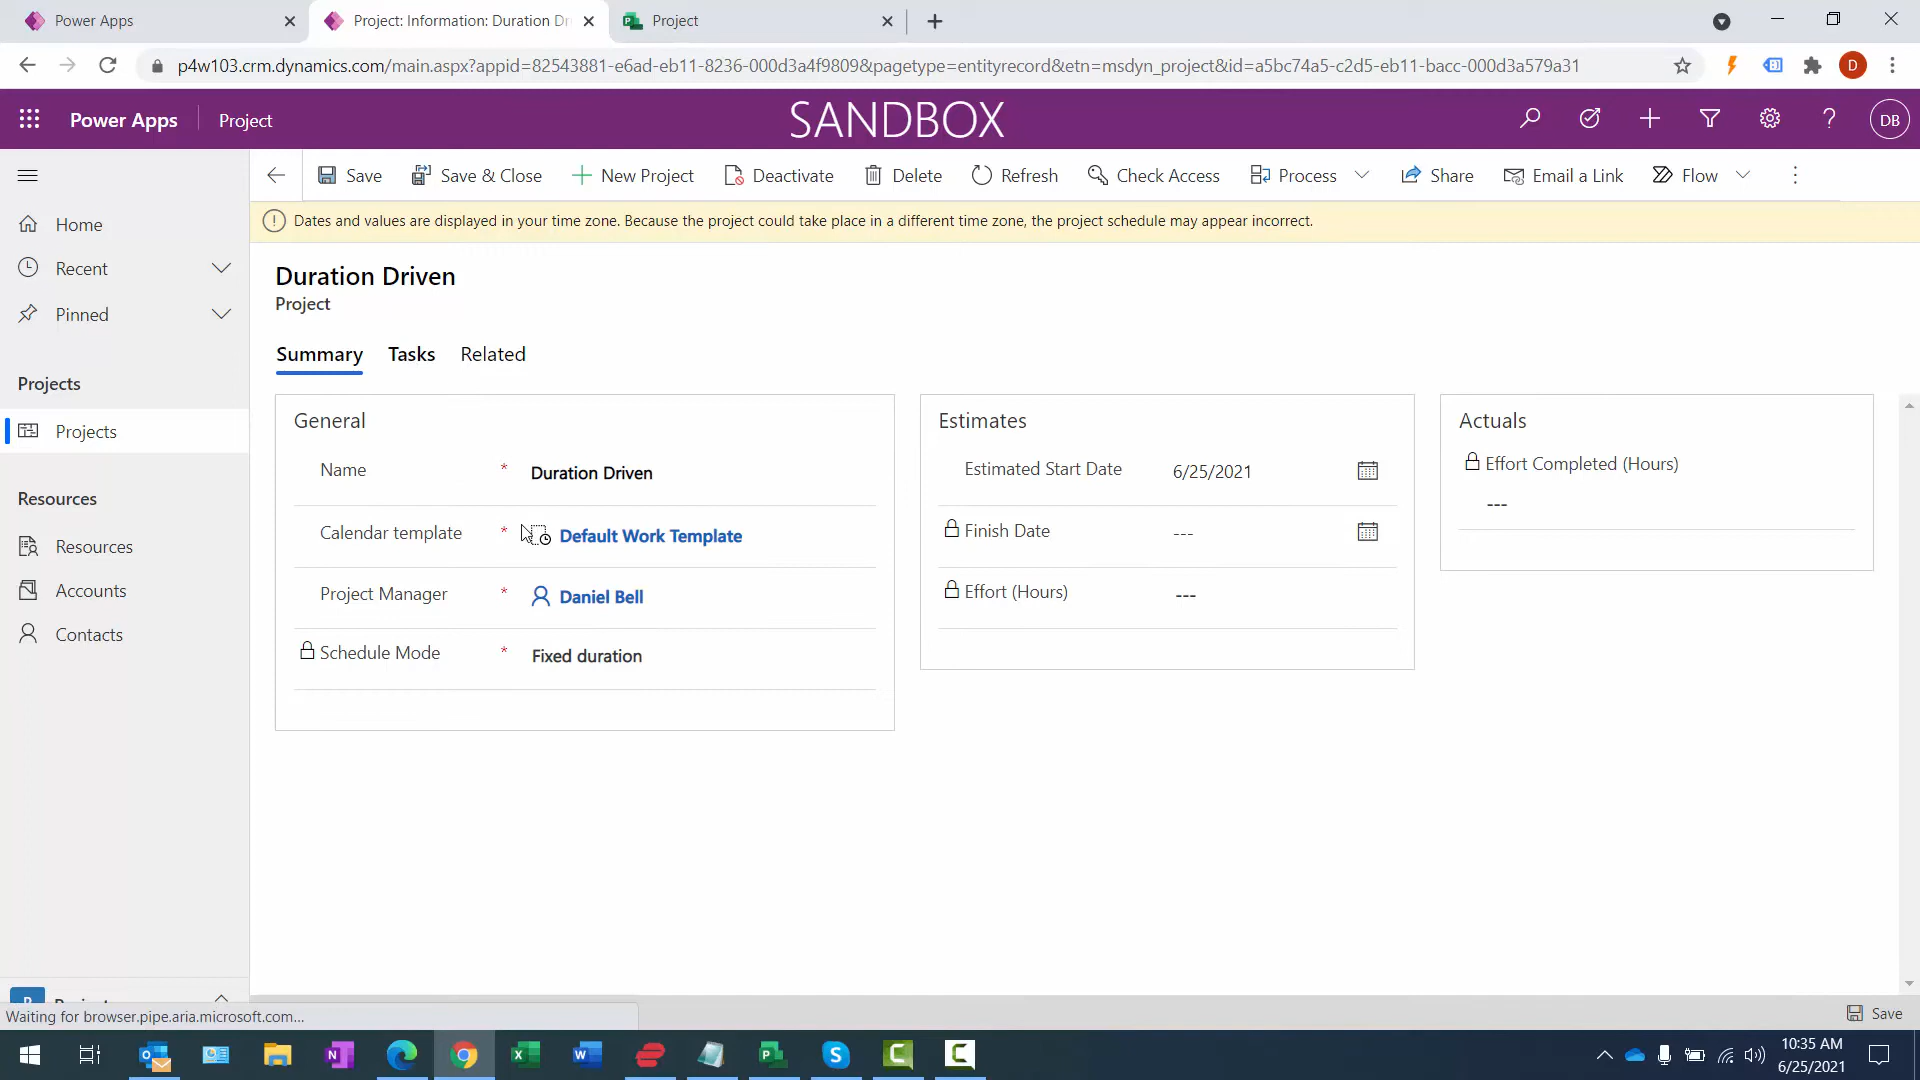 Power Apps
Project: Information: Duration Dr
Project
p4w103.crm.dynamics.com/main.aspx?appid=82543881-e6ad-eb11-8236-000d3a4f9809&pagetype=entityrecord&etn=msdyn_project&id=a5bc74a5-c2d5-eb11-bacc-000d3a579a31
D
Power Apps
Project
SANDBOX
DB
Save
Save & Close
New Project
Deactivate
Delete
Refresh
Check Access
Process
Share
Email a Link
Flow
Dates and values are displayed in your time zone. Because the project could take place in a different time zone, the project schedule may appear incorrect.
Home
Recent
Pinned
Projects
Projects
Resources
Resources
Accounts
Contacts
Duration Driven
Project
Summary
Tasks
Related
General
Name * Duration Driven
Calendar template * Default Work Template
Project Manager * Daniel Bell
Schedule Mode * Fixed duration
Estimates
Estimated Start Date 6/25/2021
Finish Date ---
Effort (Hours) ---
Actuals
Effort Completed (Hours)
---
Waiting for browser.pipe.aria.microsoft.com...
Save
10:35 AM
6/25/2021